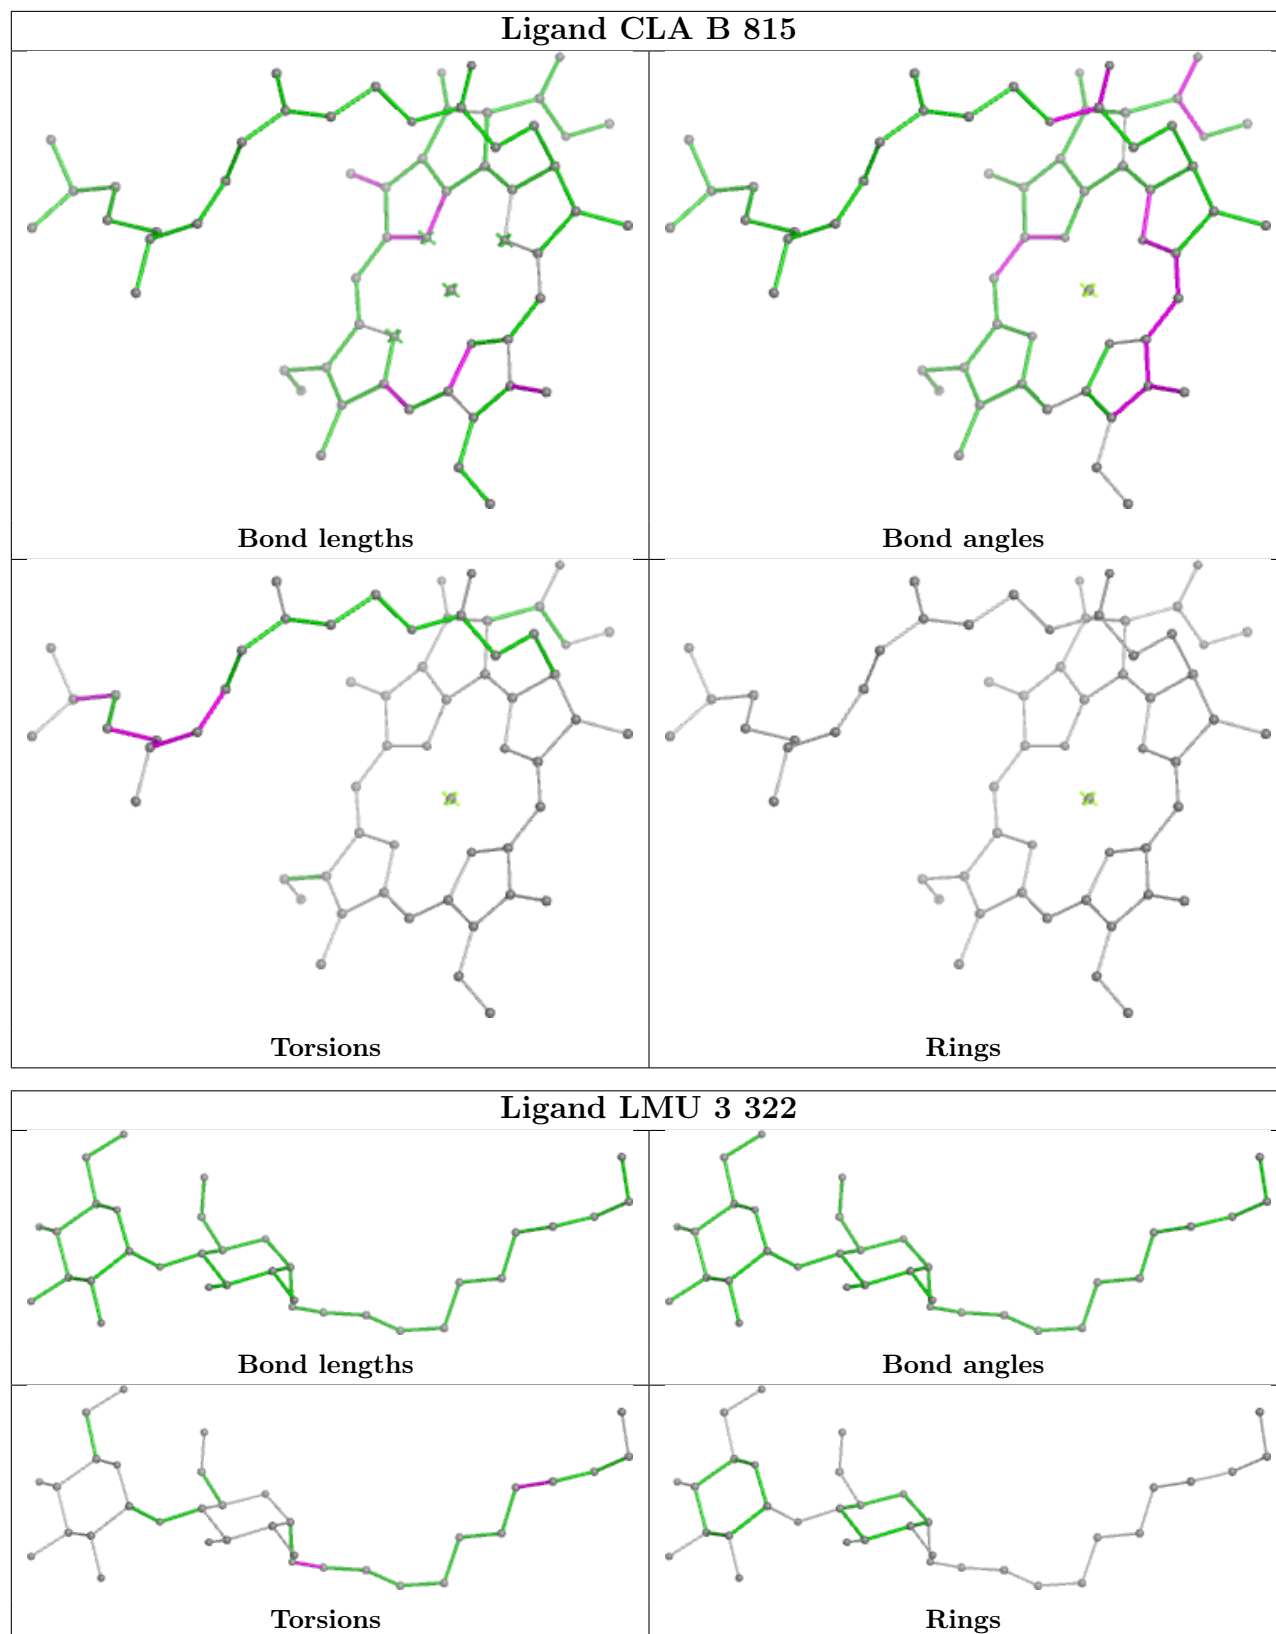 Ligand CLA B 815
Bond lengths
Bond angles
Torsions
Rings
Ligand LMU 3 322
Bond lengths
Bond angles
Torsions
Rings